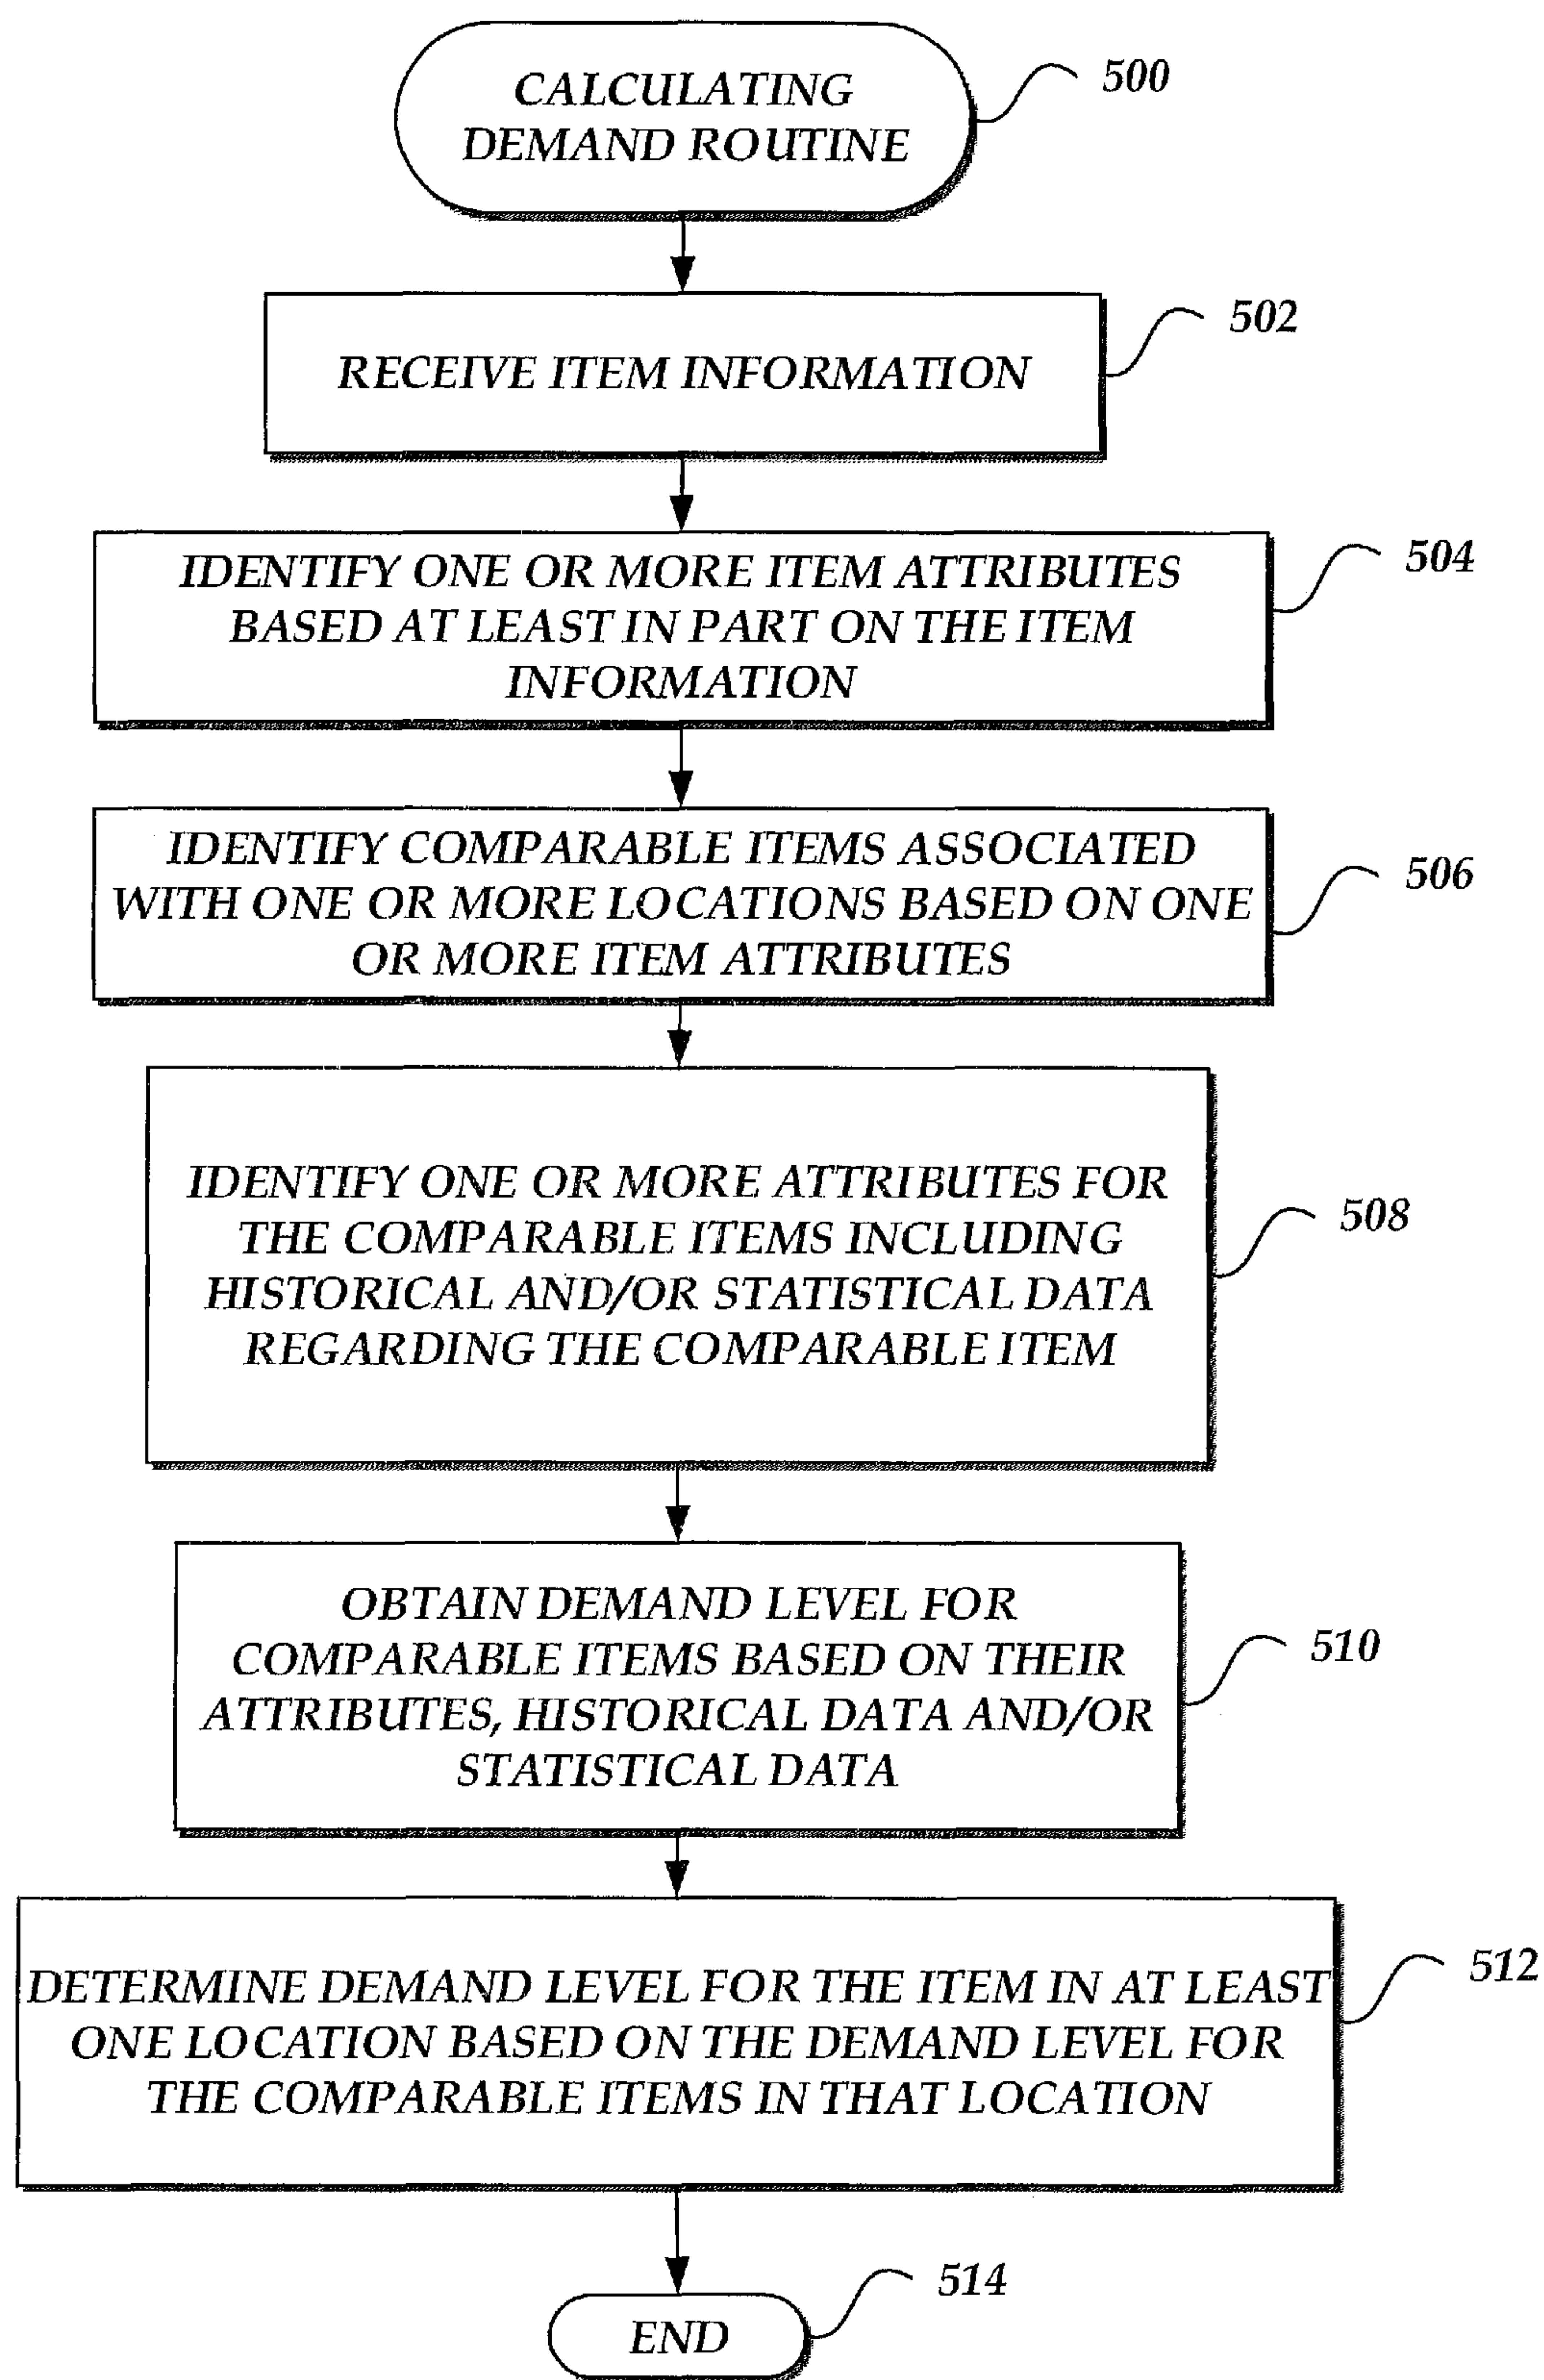 CALCULATING
DEMAND ROUTINE
500
RECEIVE ITEM INFORMATION
502
IDENTIFY ONE OR MORE ITEM ATTRIBUTES
BASED AT LEAST IN PART ON THE ITEM
INFORMATION
504
IDENTIFY COMPARABLE ITEMS ASSOCIATED
WITH ONE OR MORE LOCATIONS BASED ON ONE
OR MORE ITEM ATTRIBUTES
506
IDENTIFY ONE OR MORE ATTRIBUTES FOR
THE COMPARABLE ITEMS INCLUDING
HISTORICAL AND/OR STATISTICAL DATA
REGARDING THE COMPARABLE ITEM
508
OBTAIN DEMAND LEVEL FOR
COMPARABLE ITEMS BASED ON THEIR
ATTRIBUTES, HISTORICAL DATA AND/OR
STATISTICAL DATA
510
DETERMINE DEMAND LEVEL FOR THE ITEM IN AT LEAST
ONE LOCATION BASED ON THE DEMAND LEVEL FOR
THE COMPARABLE ITEMS IN THAT LOCATION
512
END
514